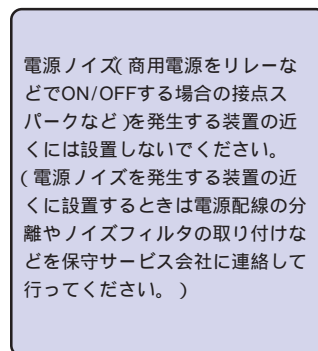 電源ノイズ(商用電源をリレーな
どでON/OFFする場合の接点ス
パークなど)を発生する装置の近
くには設置しないでください。
(電源ノイズを発生する装置の近
くに設置するときは電源配線の分
離やノイズフィルタの取り付けな
どを保守サービス会社に連絡して
行ってください。)